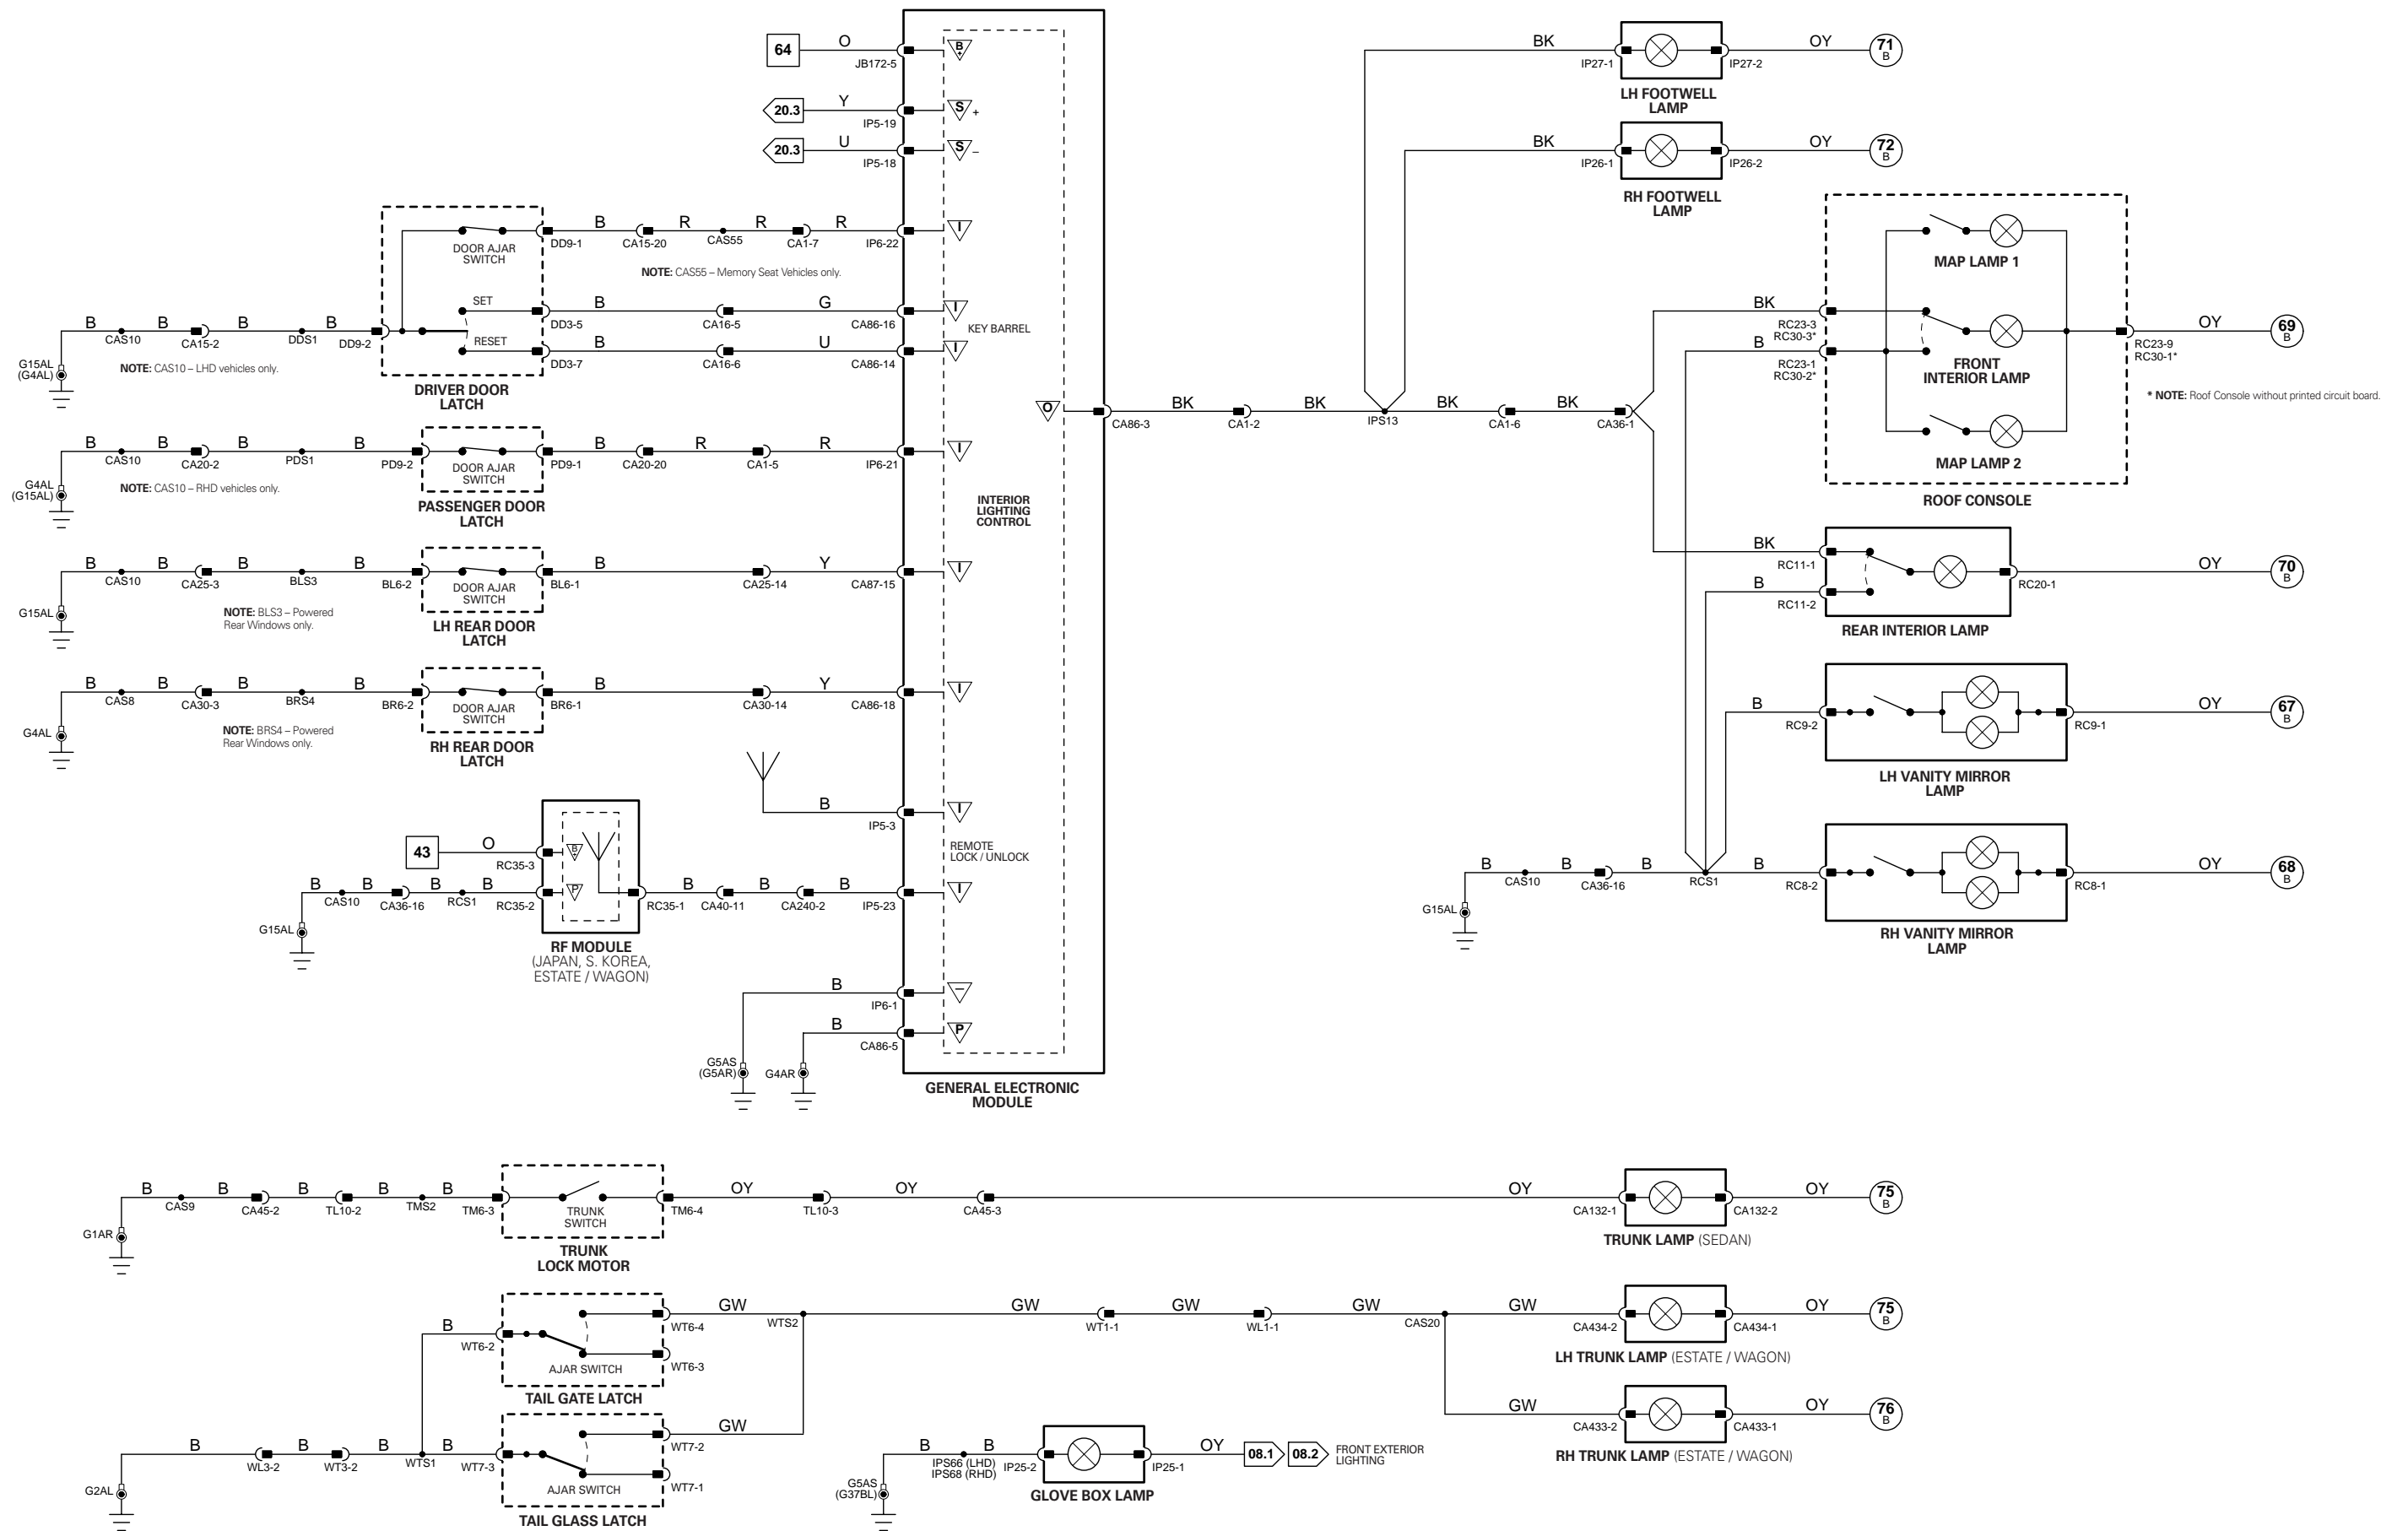 64
O
JB172-5
B
+
20.3
Y
IP5-19
S
+
20.3
U
IP5-18
S
–
DOOR AJAR
SWITCH
DD9-1
B
CA15-20
R
CAS55
R
CA1-7
R
IP6-22
I
NOTE: CAS55 – Memory Seat Vehicles only.
SET
DD3-5
B
CA16-5
G
CA86-16
I
KEY BARREL
RESET
DD3-7
B
CA16-6
U
CA86-14
I
G15AL
(G4AL)
B
CAS10
B
CA15-2
B
DDS1
B
DD9-2
NOTE: CAS10 – LHD vehicles only.
DRIVER DOOR
LATCH
G4AL
(G15AL)
B
CAS10
B
CA20-2
B
PDS1
B
PD9-2
DOOR AJAR
SWITCH
PD9-1
B
CA20-20
R
CA1-5
R
IP6-21
I
NOTE: CAS10 – RHD vehicles only.
PASSENGER DOOR
LATCH
INTERIOR
LIGHTING
CONTROL
G15AL
B
CAS10
B
CA25-3
B
BLS3
B
BL6-2
DOOR AJAR
SWITCH
BL6-1
B
CA25-14
Y
CA87-15
I
NOTE: BLS3 – Powered
Rear Windows only.
LH REAR DOOR
LATCH
G4AL
B
CAS8
B
CA30-3
B
BRS4
B
BR6-2
DOOR AJAR
SWITCH
BR6-1
B
CA30-14
Y
CA86-18
I
NOTE: BRS4 – Powered
Rear Windows only.
RH REAR DOOR
LATCH
B
IP5-3
I
REMOTE
LOCK / UNLOCK
43
O
RC35-3
B
+
G15AL
B
CAS10
B
CA36-16
B
RCS1
B
RC35-2
P
RC35-1
B
CA40-11
B
CA240-2
B
IP5-23
I
RF MODULE
(JAPAN, S. KOREA,
ESTATE / WAGON)
B
IP6-1
–
G5AS
(G5AR)
B
CA86-5
P
G4AR
GENERAL ELECTRONIC
MODULE
O
CA86-3
BK
CA1-2
BK
IPS13
BK
CA1-6
BK
CA36-1
BK
IP27-1
IP27-2
OY
71
B
LH FOOTWELL
LAMP
BK
IP26-1
IP26-2
OY
72
B
RH FOOTWELL
LAMP
MAP LAMP 1
BK
RC23-3
RC30-3*
B
RC23-1
RC30-2*
FRONT
INTERIOR LAMP
RC23-9
RC30-1*
OY
69
B
* NOTE: Roof Console without printed circuit board.
MAP LAMP 2
ROOF CONSOLE
BK
RC11-1
B
RC11-2
RC20-1
OY
70
B
REAR INTERIOR LAMP
B
RC9-2
RC9-1
OY
67
B
LH VANITY MIRROR
LAMP
G15AL
B
CAS10
B
CA36-16
B
RCS1
B
RC8-2
RC8-1
OY
68
B
RH VANITY MIRROR
LAMP
G1AR
B
CAS9
B
CA45-2
B
TL10-2
B
TMS2
B
TM6-3
TRUNK
SWITCH
TM6-4
OY
TL10-3
OY
CA45-3
OY
CA132-1
CA132-2
OY
75
B
TRUNK
LOCK MOTOR
TRUNK LAMP (SEDAN)
B
WT6-2
AJAR SWITCH
WT6-4
WT6-3
GW
WTS2
GW
WT1-1
GW
WL1-1
GW
CAS20
GW
CA434-2
CA434-1
OY
75
B
TAIL GATE LATCH
LH TRUNK LAMP (ESTATE / WAGON)
G2AL
B
WL3-2
B
WT3-2
B
WTS1
B
WT7-3
AJAR SWITCH
WT7-2
GW
WT7-1
TAIL GLASS LATCH
GW
CA433-2
CA433-1
OY
76
B
RH TRUNK LAMP (ESTATE / WAGON)
G5AS
(G37BL)
B
IPS66 (LHD)
IPS68 (RHD)
B
IP25-2
IP25-1
OY
08.1
08.2
FRONT EXTERIOR
LIGHTING
GLOVE BOX LAMP